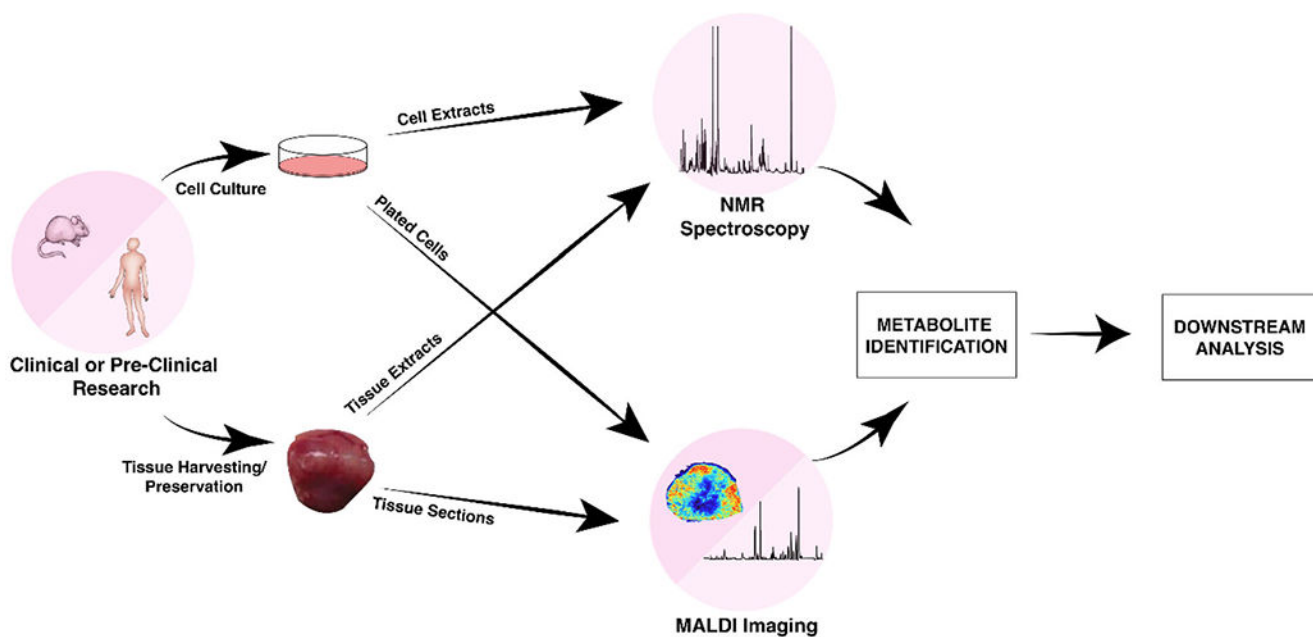 Cell Extracts
Cell Culture
Plated Cells
NMR
Spectroscopy
Clinical or Pre-Clinical
Research
METABOLITE
IDENTIFICATION
DOWNSTREAM
ANALYSIS
Tissue Extracts
Tissue Harvesting/
Preservation
Tissue Sections
MALDI Imaging